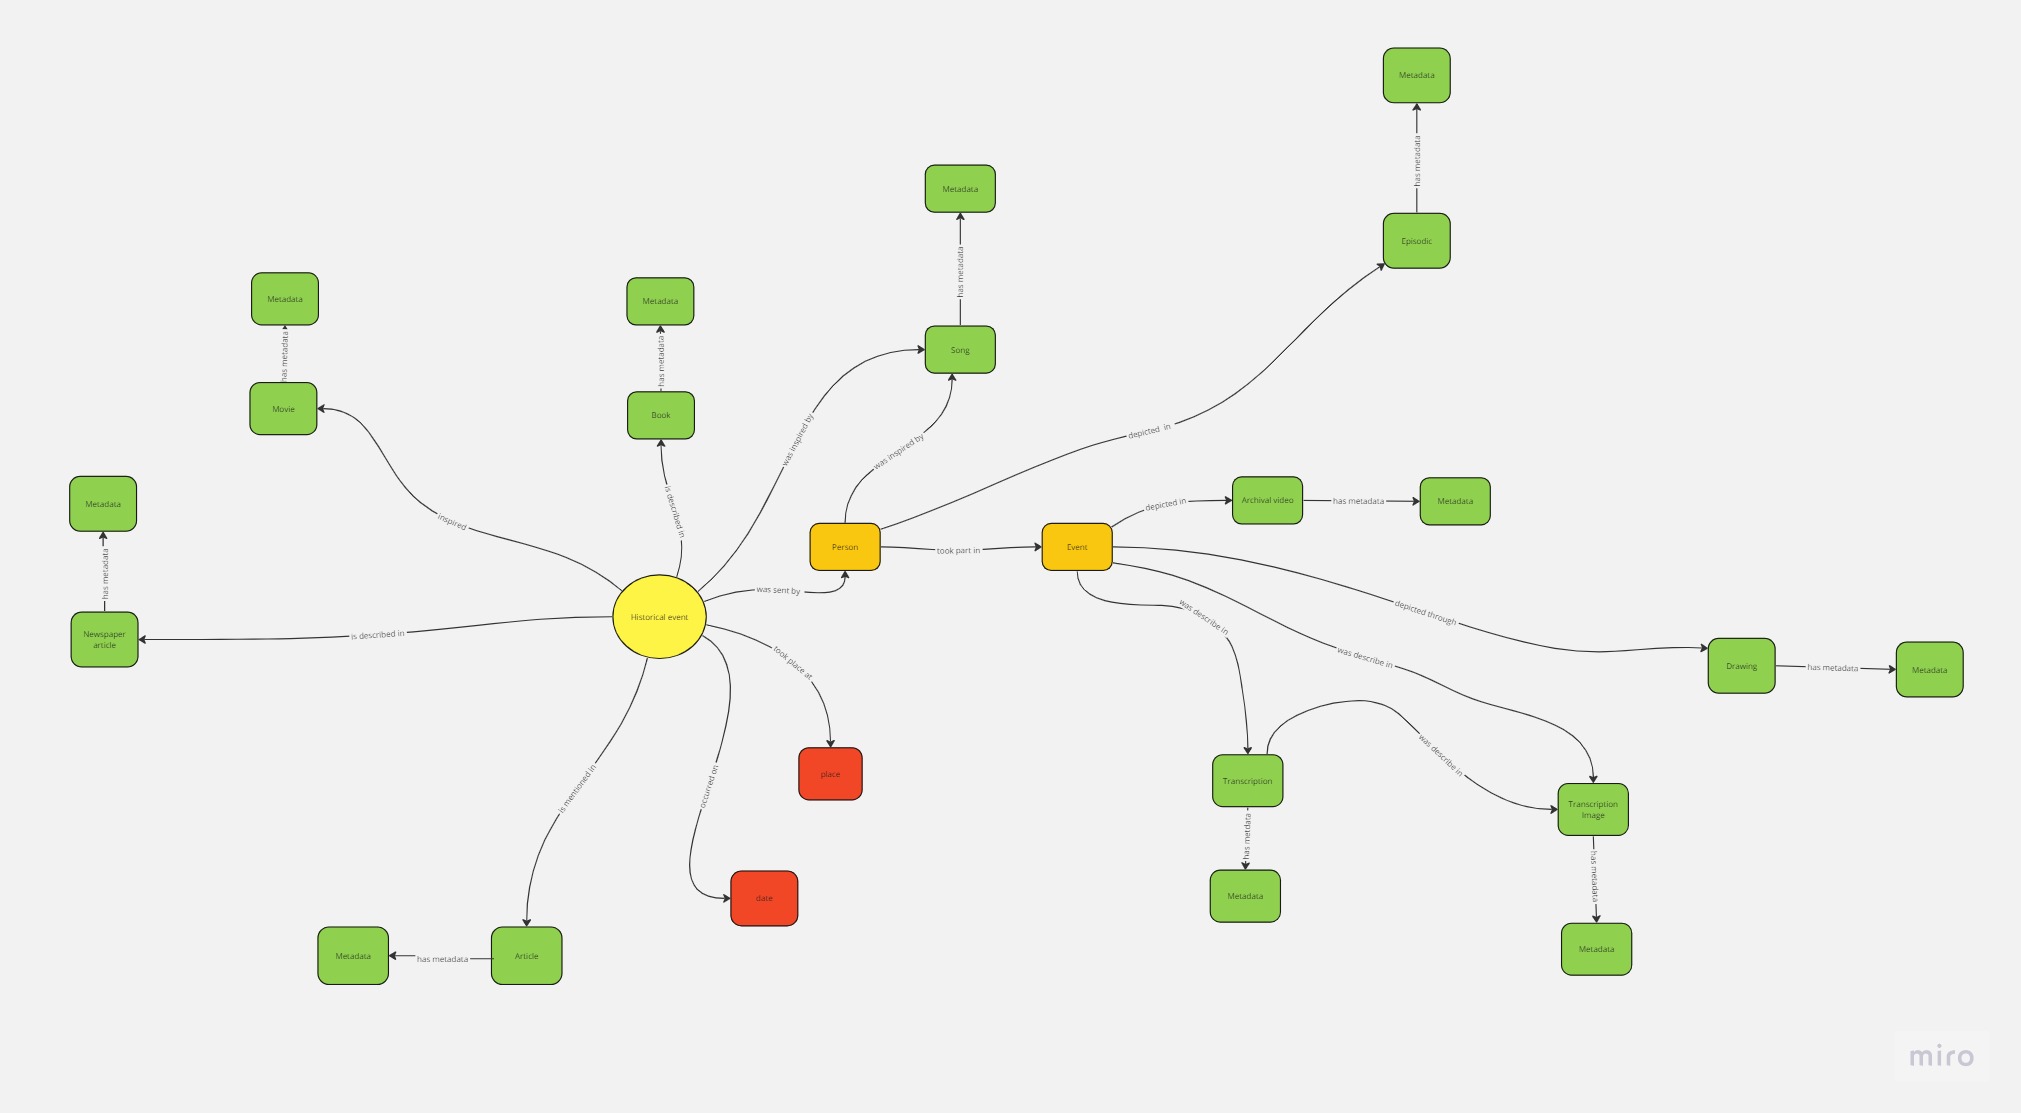 Metadata
has metadata
Episodic
Metadata
has metadata
Song
Metadata
has metadata
Movie
Metadata
has metadata
Book
was inspired by
was inspired by
depicted  in
Metadata
has metadata
Newspaper
article
inspired
is described in
Person
took part in
Event
depicted in
Archival video
has metadata
Metadata
is described in
Historical event
was sent by
took place at
place
occurred on
date
is mentioned in
Article
has metadata
Metadata
depicted through
Drawing
has metadata
Metadata
was describe in
was describe in
Transcription
has metdata
Metadata
was describe in
Transcription
Image
has metadata
Metadata
miro